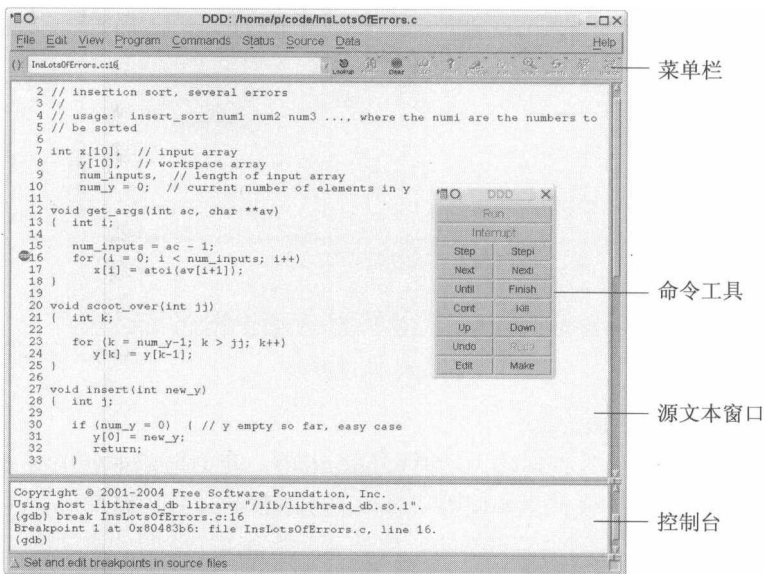 DDD: /home/p/code/InsLotsOfErrors.c
File Edit View Program Commands Status Source Data Help
(): InsLotsOfErrors.c:16
Lookup Clear
菜单栏
2 // insertion sort, several errors
3 //
4 // usage:  insert_sort num1 num2 num3 ..., where the numi are the numbers to
5 // be sorted
6
7 int x[10],  // input array
8     y[10],  // workspace array
9     num_inputs,  // length of input array
10     num_y = 0;  // current number of elements in y
11
12 void get_args(int ac, char **av)
13 {  int i;
14
15    num_inputs = ac - 1;
16    for (i = 0; i < num_inputs; i++)
17       x[i] = atoi(av[i+1]);
18 }
19
20 void scoot_over(int jj)
21 {  int k;
22
23    for (k = num_y-1; k > jj; k++)
24       y[k] = y[k-1];
25 }
26
27 void insert(int new_y)
28 {  int j;
29
30    if (num_y = 0)  { // y empty so far, easy case
31       y[0] = new_y;
32       return;
33    }
DDD
Run
Interrupt
Step Stepi
Next Nexti
Until Finish
Cont Kill
Up Down
Undo Redo
Edit Make
命令工具
源文本窗口
Copyright © 2001-2004 Free Software Foundation, Inc.
Using host libthread_db library "/lib/libthread_db.so.1".
(gdb) break InsLotsOfErrors.c:16
Breakpoint 1 at 0x80483b6: file InsLotsOfErrors.c, line 16.
(gdb)
控制台
Set and edit breakpoints in source files